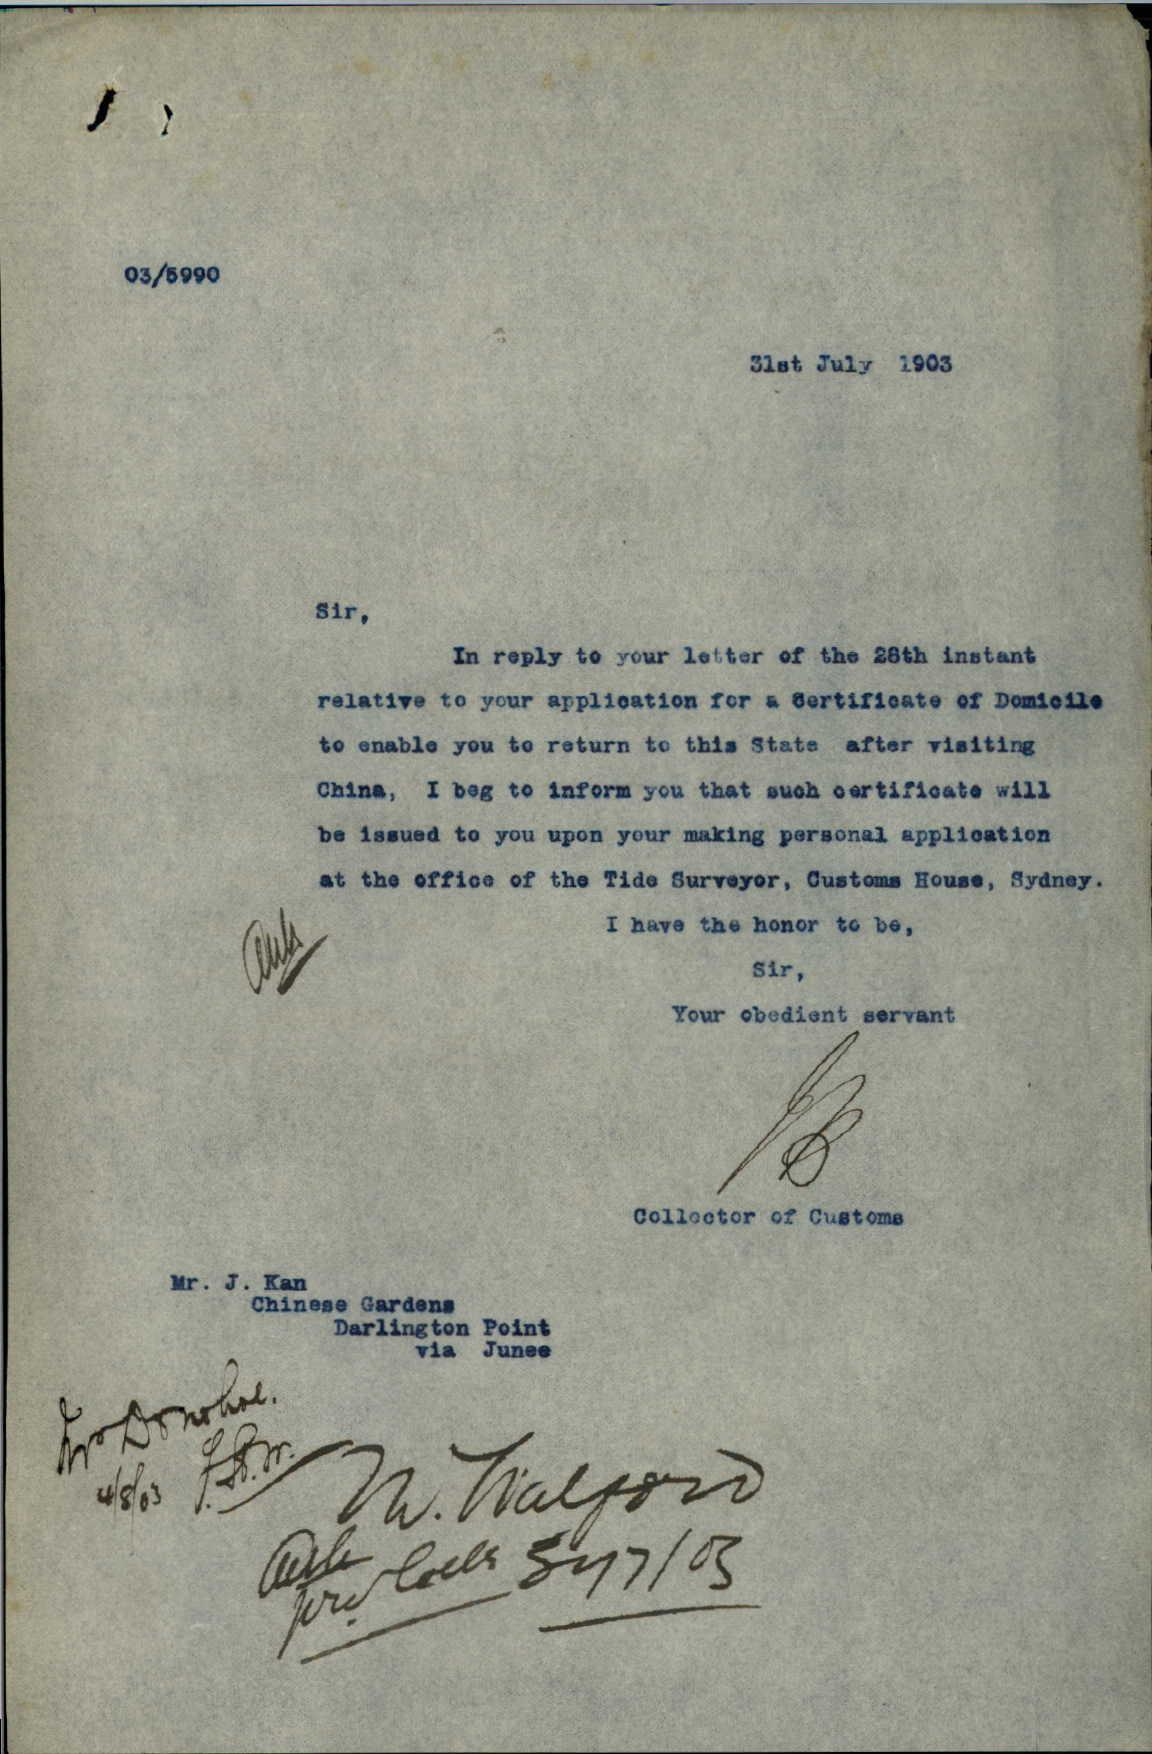 03/5990
31st July 1903
Sir,
In reply to your letter of the 28th instant
relative to your application for a Certificate of Domicile
to enable you to return to this State after visiting
China, I beg to inform you that such certificate will
be issued to you upon your making personal application
at the office of the Tide Surveyor, Customs House, Sydney.
I have the honor to be,
Sir,
Your obedient servant
Collector of Customs
Mr. J. Kan
Chinese Gardens
Darlington Point
via Junee
Mr Donohoe.
4/8/03
/7/03